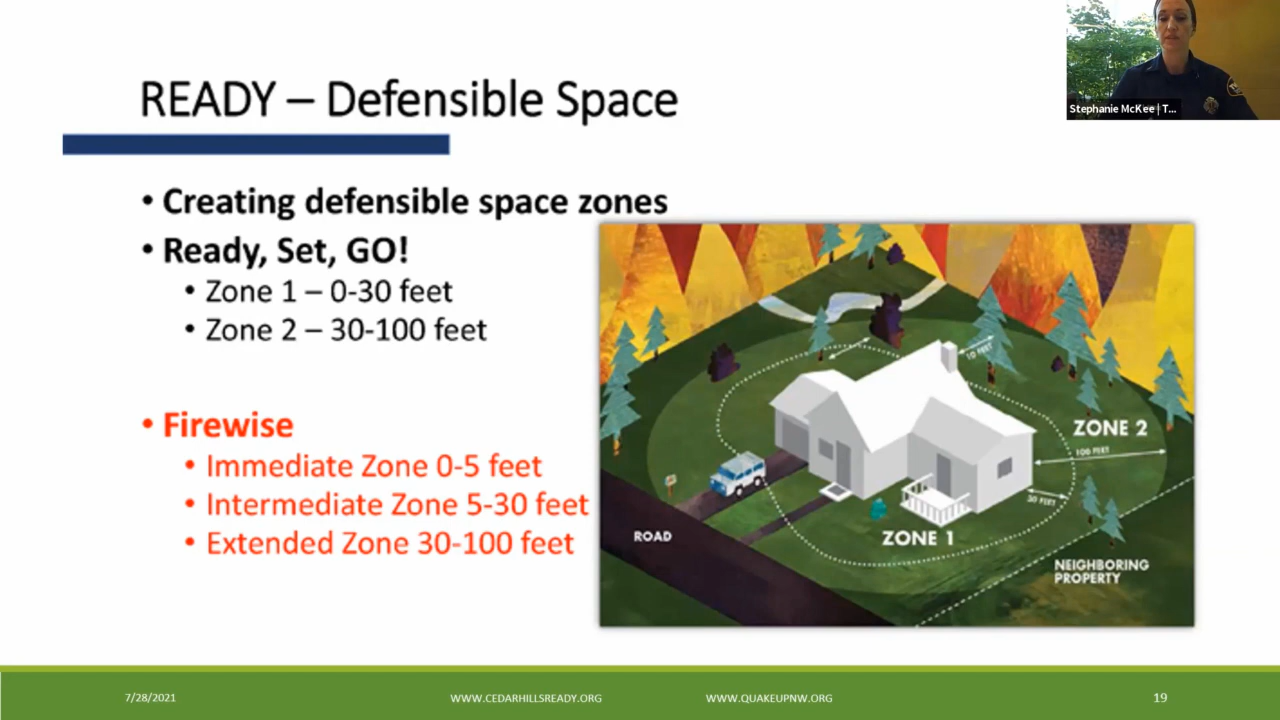 READY – Defensible Space
Stephanie McKee | T...
• Creating defensible space zones
• Ready, Set, GO!
• Zone 1 – 0-30 feet
• Zone 2 – 30-100 feet
• Firewise
• Immediate Zone 0-5 feet
• Intermediate Zone 5-30 feet
• Extended Zone 30-100 feet
10 FEET
ZONE 2
100 FEET
30 FEET
ROAD
ZONE 1
NEIGHBORING
PROPERTY
7/28/2021
WWW.CEDARHILLSREADY.ORG
WWW.QUAKEUPNW.ORG
19